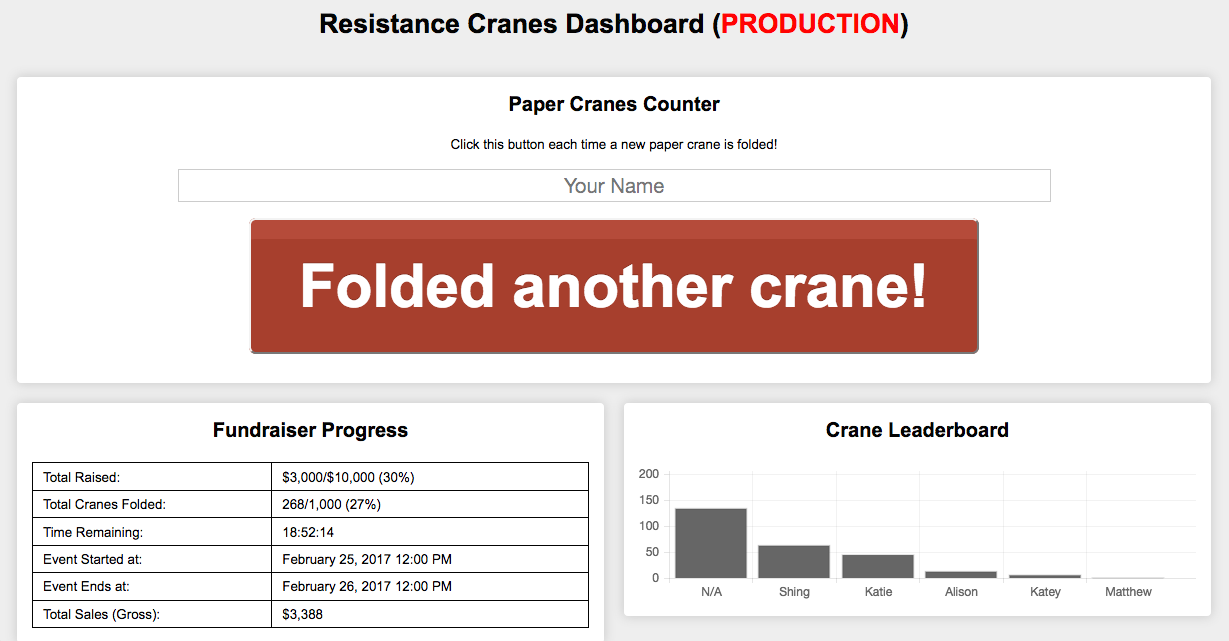 Resistance Cranes Dashboard (PRODUCTION)
Paper Cranes Counter
Click this button each time a new paper crane is folded!
Your Name
Folded another crane!
Fundraiser Progress
Total Raised: $3,000/$10,000 (30%)
Total Cranes Folded: 268/1,000 (27%)
Time Remaining: 18:52:14
Event Started at: February 25, 2017 12:00 PM
Event Ends at: February 26, 2017 12:00 PM
Total Sales (Gross): $3,388
Crane Leaderboard
200
150
100
50
0
N/A Shing Katie Alison Katey Matthew